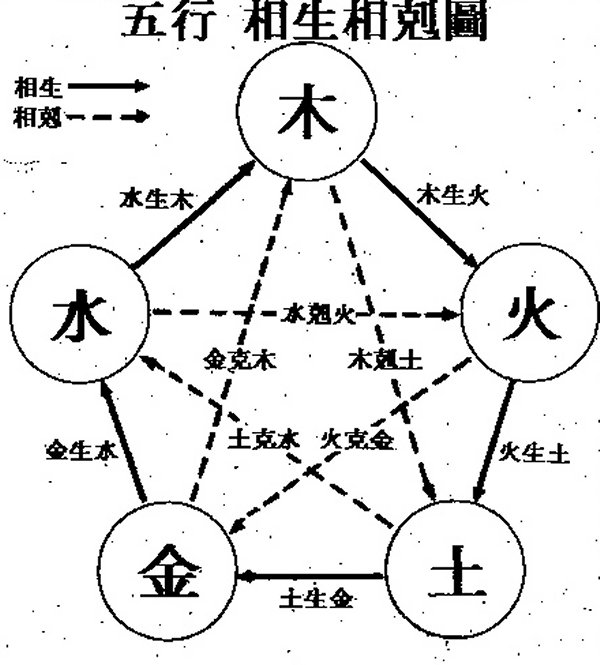 五行 相生相剋圖
相生
相剋
木
水生木
木生火
水
水剋火
火
金克木
木剋土
土克水
火克金
金生水
火生土
金
土生金
土